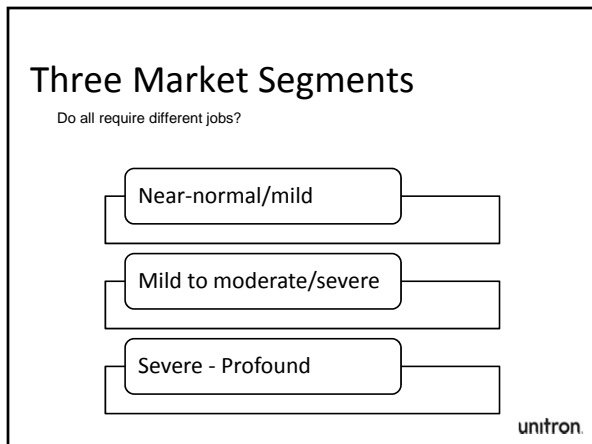 Three Market Segments
Do all require different jobs?
Near-normal/mild
Mild to moderate/severe
Severe - Profound
unitron.